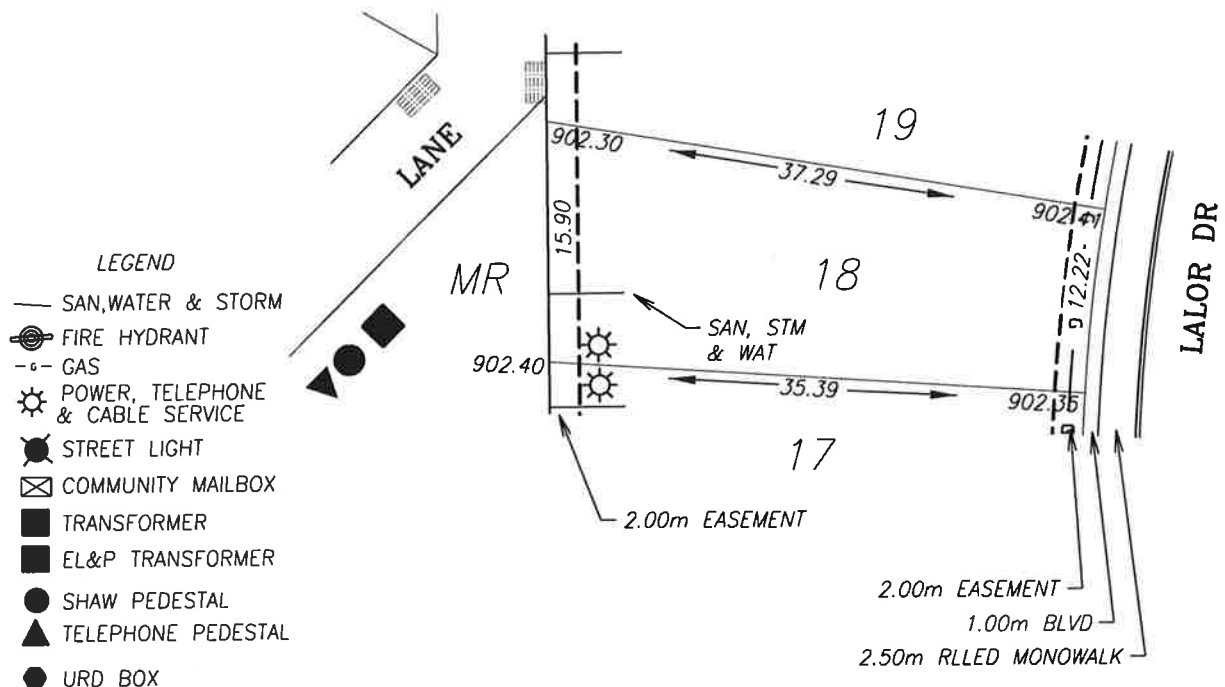 19
LANE
902.30
37.29
902.41
LALOR DR
15.90
G 12.22
MR
18
SAN, STM
& WAT
902.40
35.39
902.35
17
2.00m EASEMENT
2.00m EASEMENT
1.00m BLVD
2.50m RLLED MONOWALK
LEGEND
SAN,WATER & STORM
FIRE HYDRANT
-G- GAS
POWER, TELEPHONE
& CABLE SERVICE
STREET LIGHT
COMMUNITY MAILBOX
TRANSFORMER
EL&P TRANSFORMER
SHAW PEDESTAL
TELEPHONE PEDESTAL
URD BOX